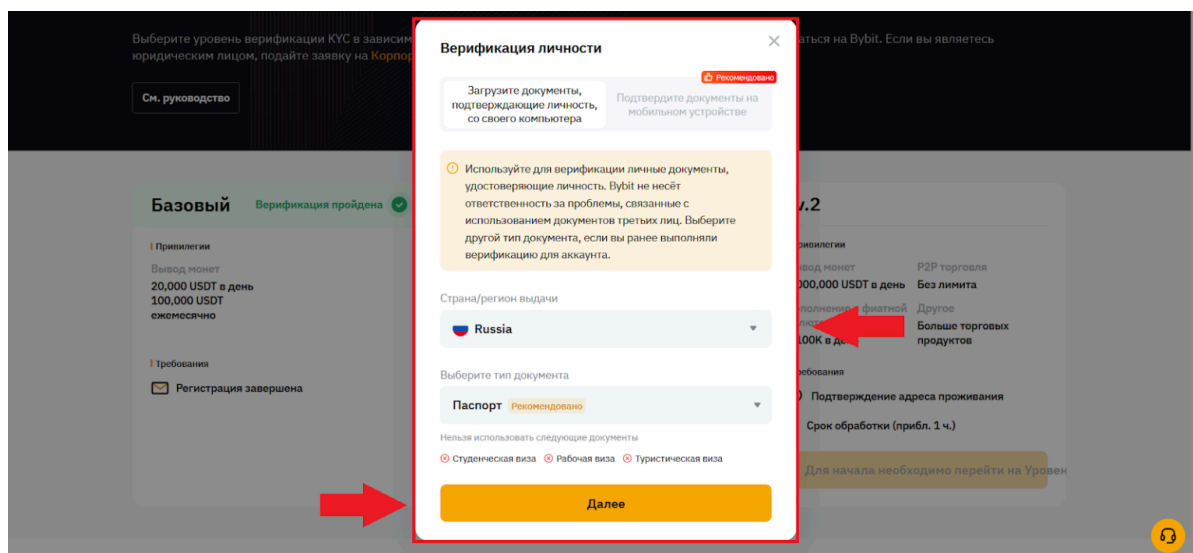 Выберите уровень верификации KYC в зависим
аться на Bybit. Если вы являетесь
юридическим лицом, подайте заявку на Корпор
См. руководство
Верификация личности
Рекомендовано
Загрузите документы,
подтверждающие личность,
со своего компьютера
Подтвердите документы на
мобильном устройстве
Используйте для верификации личные документы,
удостоверяющие личность. Bybit не несёт
ответственность за проблемы, связанные с
использованием документов третьих лиц. Выберите
другой тип документа, если вы ранее выполняли
верификацию для аккаунта.
Страна/регион выдачи
Russia
Выберите тип документа
Паспорт Рекомендовано
Нельзя использовать следующие документы
Студенческая виза Рабочая виза Туристическая виза
Далее
Базовый Верификация пройдена
Привилегии
Вывод монет
20,000 USDT в день
100,000 USDT
ежемесячно
Требования
Регистрация завершена
v.2
ривилегии
вод монет P2P торговля
000,000 USDT в день Без лимита
ополнение фиатной Другое
Больше торговых
100K в д продуктов
ребования
Подтверждение адреса проживания
Срок обработки (прибл. 1 ч.)
Для начала необходимо перейти на Уровен